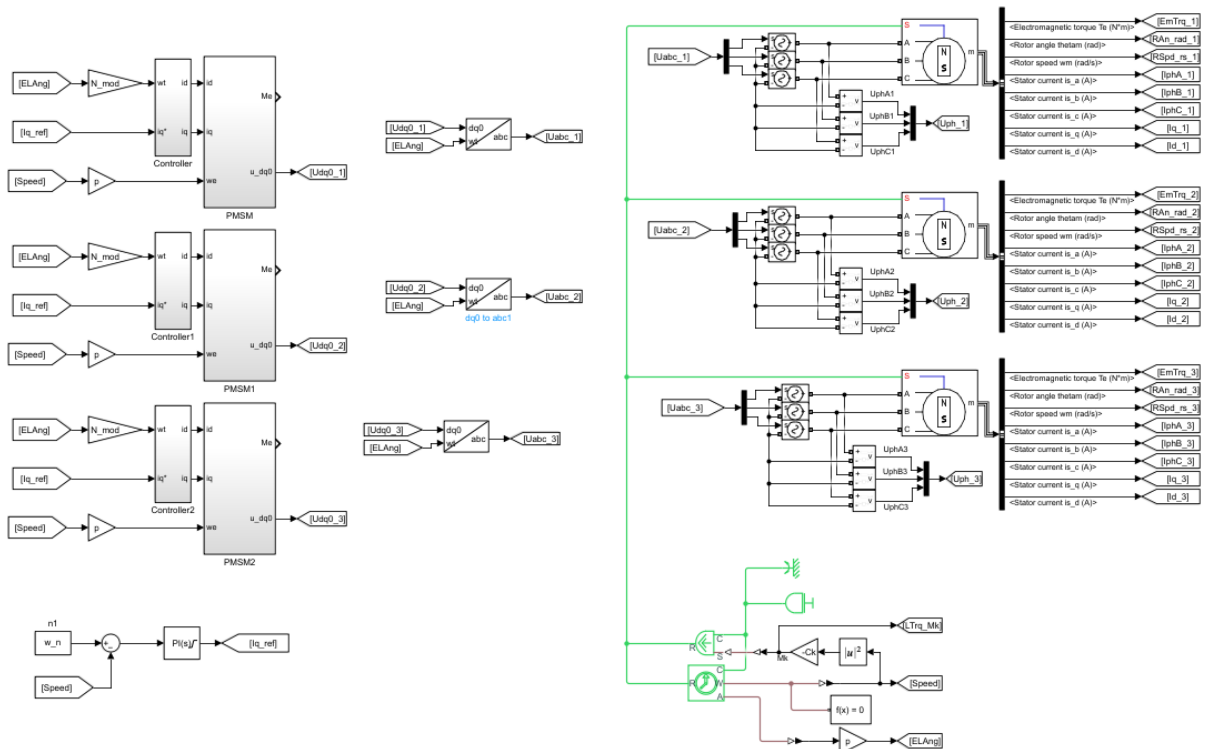 [ELAng]
N_mod
wt
id
id
[Iq_ref]
iq*
iq
iq
Controller
Me
[Speed]
p
we
u_dq0
[Udq0_1]
PMSM
[ELAng]
N_mod
wt
id
id
[Iq_ref]
iq*
iq
iq
Controller1
Me
[Speed]
p
we
u_dq0
[Udq0_2]
PMSM1
[ELAng]
N_mod
wt
id
id
[Iq_ref]
iq*
iq
iq
Controller2
Me
[Speed]
p
we
u_dq0
[Udq0_3]
PMSM2
n1
w_n
+
_
PI(s)
[Iq_ref]
[Speed]
[Udq0_1]
[ELAng]
dq0
wt
abc
[Uabc_1]
[Udq0_2]
[ELAng]
dq0
wt
abc
[Uabc_2]
dq0 to abc1
[Udq0_3]
[ELAng]
dq0
wt
abc
[Uabc_3]
[Uabc_1]
s
s
s
S
A
B
C
N
S
m
UphA1
UphB1
UphC1
+
-
v
+
-
v
+
-
v
[Uph_1]
<Electromagnetic torque Te (N*m)>
<Rotor angle thetam (rad)>
<Rotor speed wm (rad/s)>
<Stator current is_a (A)>
<Stator current is_b (A)>
<Stator current is_c (A)>
<Stator current is_q (A)>
<Stator current is_d (A)>
[EmTrq_1]
[RAn_rad_1]
[RSpd_rs_1]
[IphA_1]
[IphB_1]
[IphC_1]
[Iq_1]
[Id_1]
[Uabc_2]
s
s
s
S
A
B
C
N
S
m
UphA2
UphB2
UphC2
+
-
v
+
-
v
+
-
v
[Uph_2]
<Electromagnetic torque Te (N*m)>
<Rotor angle thetam (rad)>
<Rotor speed wm (rad/s)>
<Stator current is_a (A)>
<Stator current is_b (A)>
<Stator current is_c (A)>
<Stator current is_q (A)>
<Stator current is_d (A)>
[EmTrq_2]
[RAn_rad_2]
[RSpd_rs_2]
[IphA_2]
[IphB_2]
[IphC_2]
[Iq_2]
[Id_2]
[Uabc_3]
s
s
s
S
A
B
C
N
S
m
UphA3
UphB3
UphC3
+
-
v
+
-
v
+
-
v
[Uph_3]
<Electromagnetic torque Te (N*m)>
<Rotor angle thetam (rad)>
<Rotor speed wm (rad/s)>
<Stator current is_a (A)>
<Stator current is_b (A)>
<Stator current is_c (A)>
<Stator current is_q (A)>
<Stator current is_d (A)>
[EmTrq_3]
[RAn_rad_3]
[RSpd_rs_3]
[IphA_3]
[IphB_3]
[IphC_3]
[Iq_3]
[Id_3]
R
C
S
Mk
-Ck
|u|²
[LTrq_Mk]
R
C
W
A
[Speed]
f(x) = 0
p
[ELAng]